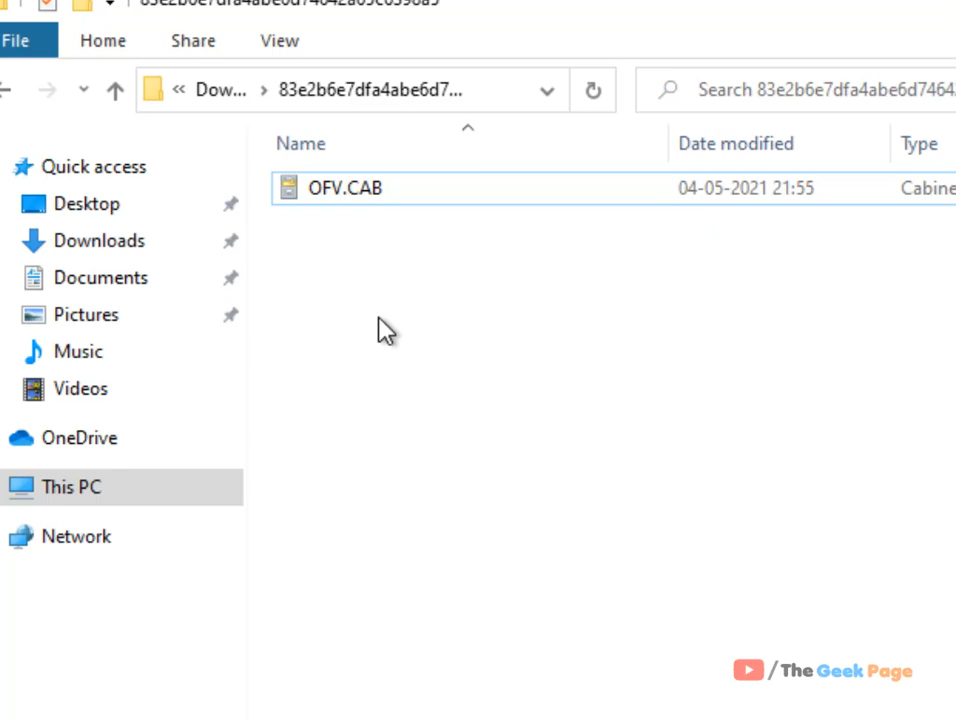 File Home Share View
« Dow... › 83e2b6e7dfa4abe6d7... Search 83e2b6e7dfa4abe6d7464
Name Date modified Type
Quick access
OFV.CAB 04-05-2021 21:55 Cabine
Desktop
Downloads
Documents
Pictures
Music
Videos
OneDrive
This PC
Network
/The Geek Page